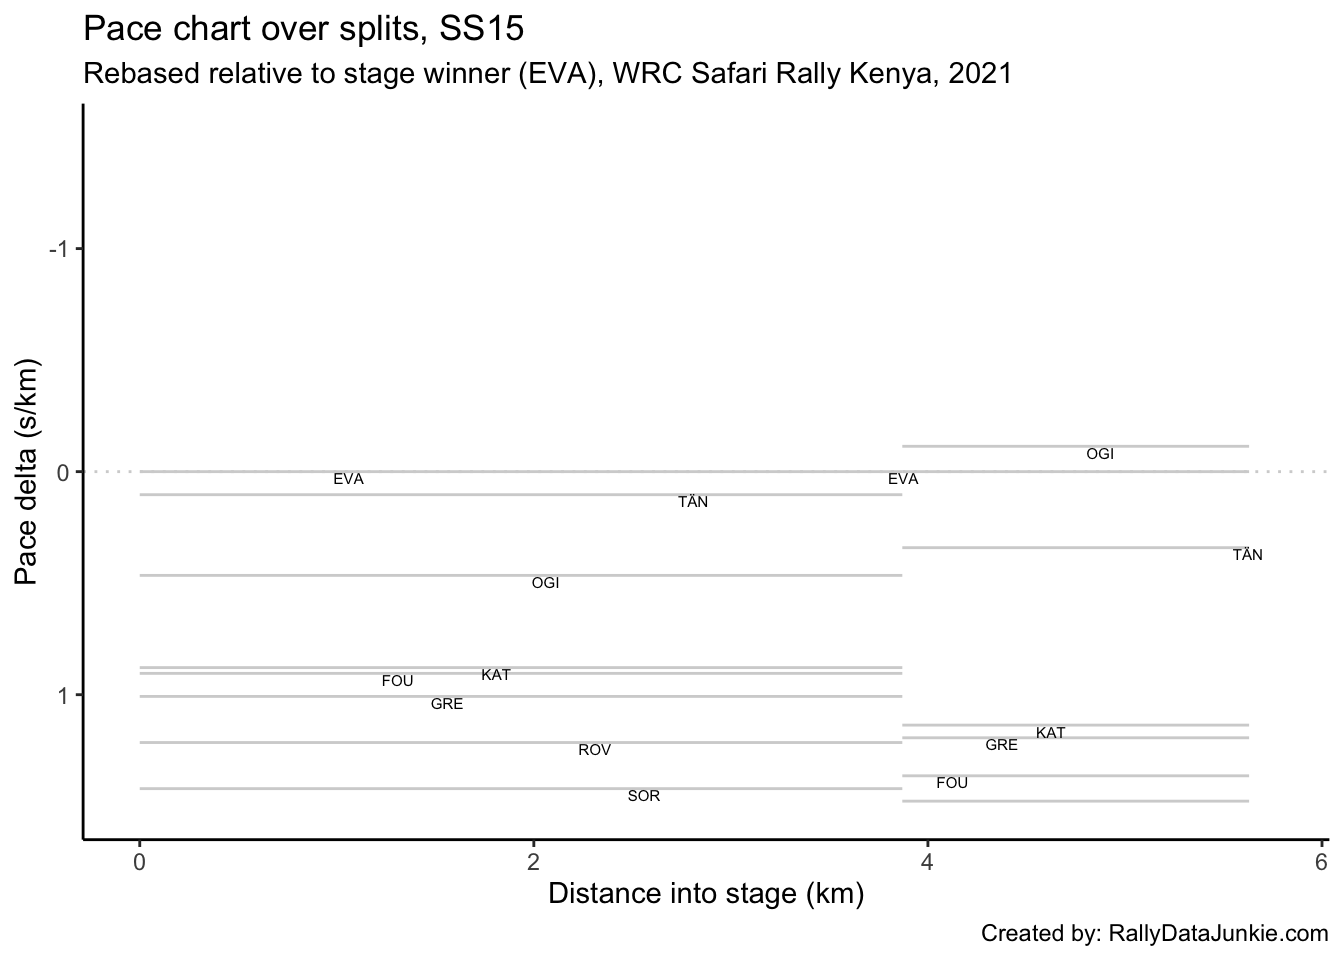 Pace chart over splits, SS15
Rebased relative to stage winner (EVA), WRC Safari Rally Kenya, 2021
Pace delta (s/km)
-1
0
1
OGI
EVA
EVA
TÄN
TÄN
OGI
KAT
FOU
GRE
KAT
GRE
ROV
FOU
SOR
0
2
4
6
Distance into stage (km)
Created by: RallyDataJunkie.com